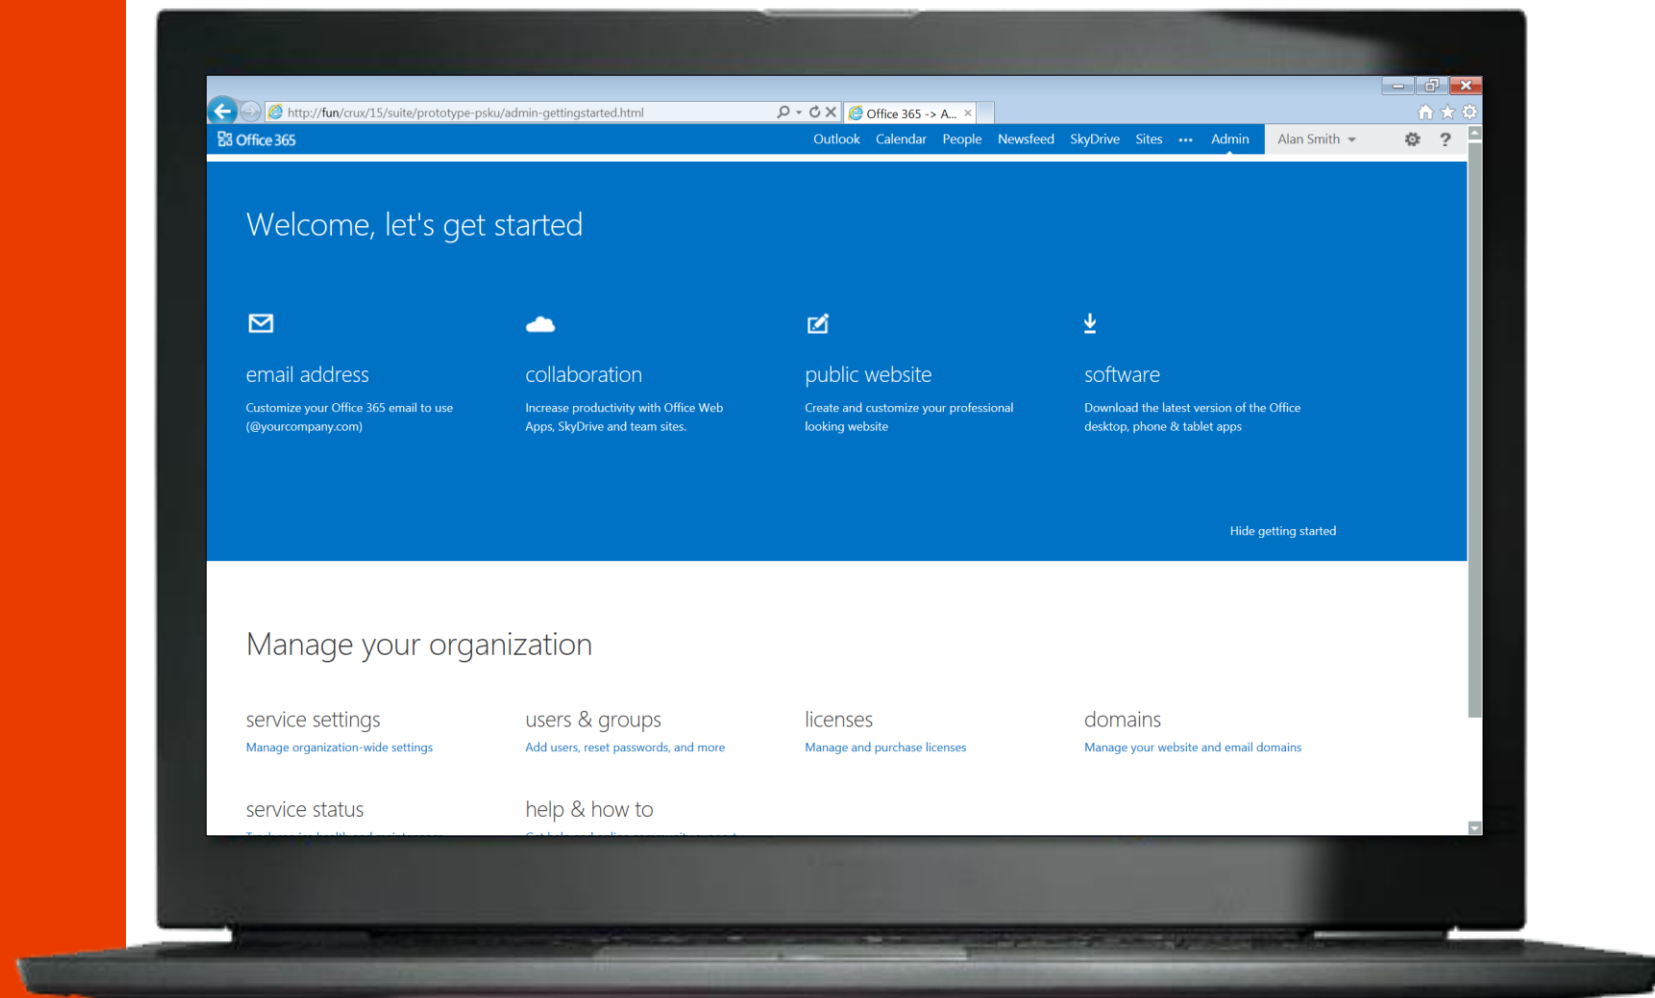 http://fun/crux/15/suite/prototype-psku/admin-gettingstarted.html
Office 365 -> A...
Office 365
Outlook Calendar People Newsfeed SkyDrive Sites ··· Admin Alan Smith ?
Welcome, let's get started
email address
Customize your Office 365 email to use
(@yourcompany.com)
collaboration
Increase productivity with Office Web
Apps, SkyDrive and team sites.
public website
Create and customize your professional
looking website
software
Download the latest version of the Office
desktop, phone & tablet apps
Hide getting started
Manage your organization
service settings
Manage organization-wide settings
users & groups
Add users, reset passwords, and more
licenses
Manage and purchase licenses
domains
Manage your website and email domains
service status
help & how to